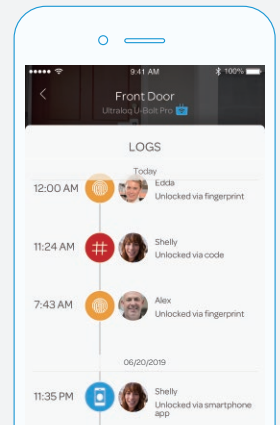 9:41 AM
100%
Front Door
Ultraloq U-Bolt Pro
LOGS
Today
12:00 AM
Edda
Unlocked via fingerprint
#
11:24 AM
Shelly
Unlocked via code
7:43 AM
Alex
Unlocked via fingerprint
06/20/2019
11:35 PM
Shelly
Unlocked via smartphone
app